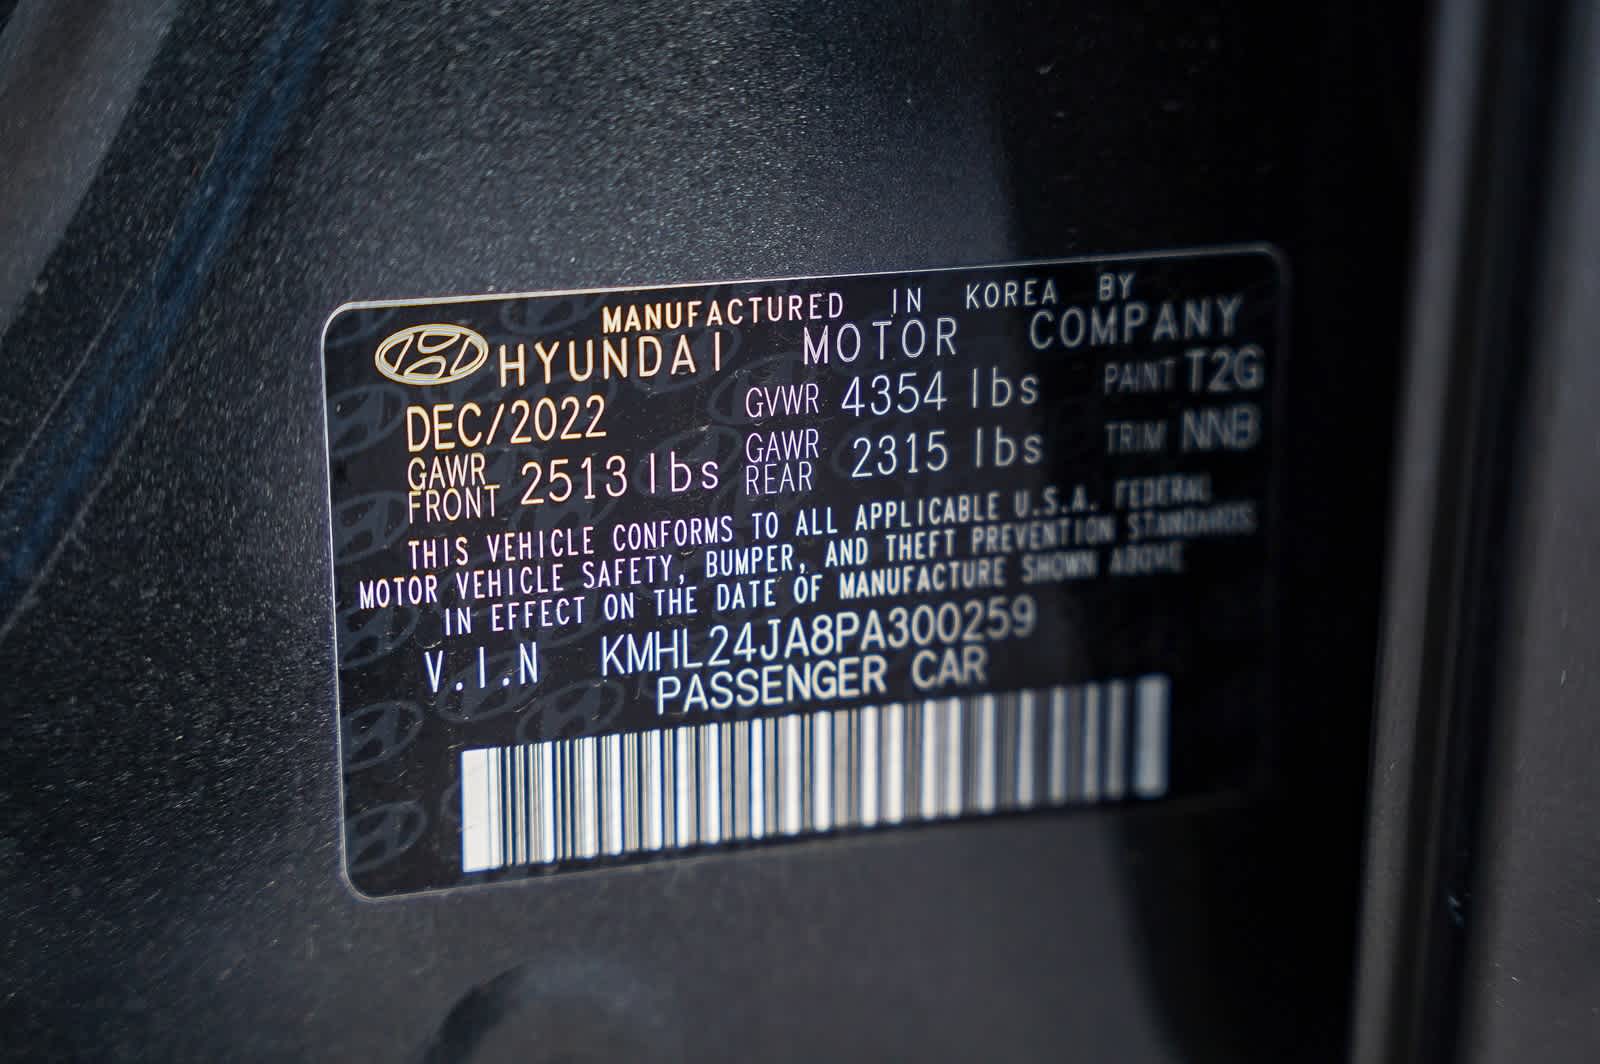 MANUFACTURED IN KOREA BY
HYUNDAI MOTOR COMPANY
DEC/2022 GVWR 4354 lbs PAINT T2G
GAWR FRONT 2513 lbs GAWR REAR 2315 lbs TRIM NNB
THIS VEHICLE CONFORMS TO ALL APPLICABLE U.S.A. FEDERAL
MOTOR VEHICLE SAFETY, BUMPER, AND THEFT PREVENTION STANDARDS
IN EFFECT ON THE DATE OF MANUFACTURE SHOWN ABOVE
V.I.N KMHL24JA8PA300259
PASSENGER CAR